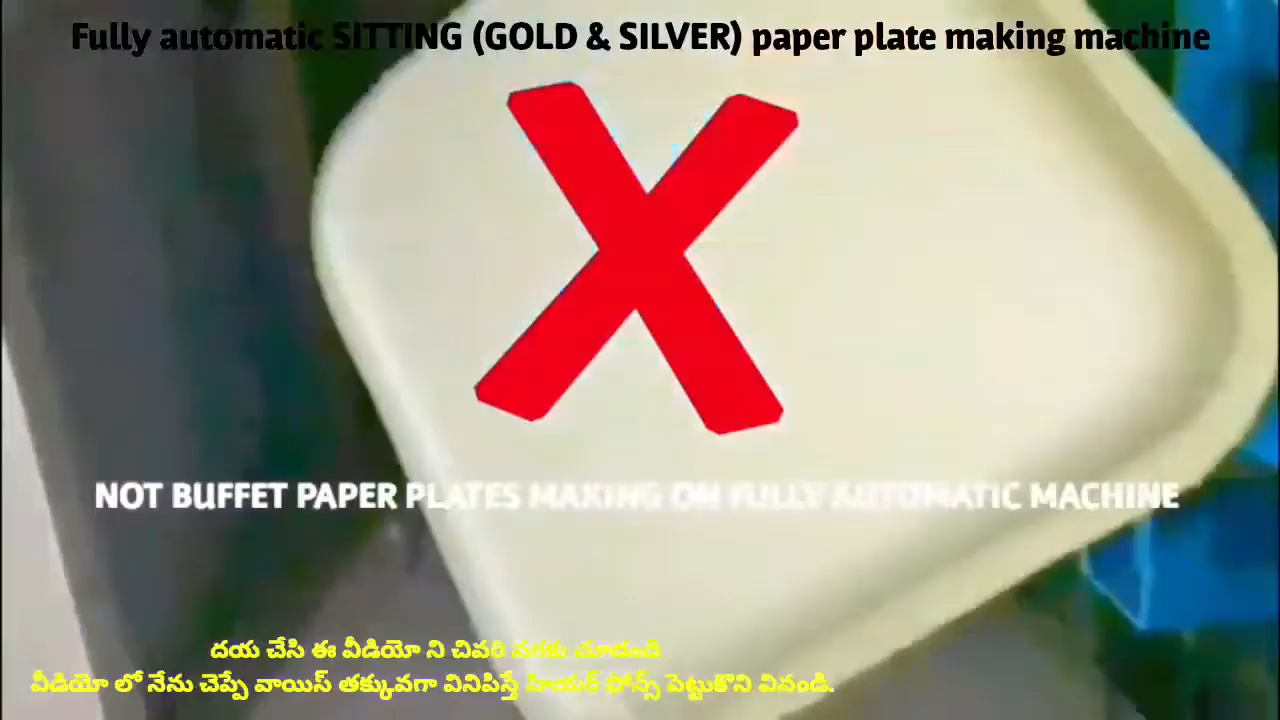 Fully automatic SITTING (GOLD & SILVER) paper plate making machine
NOT BUFFET PAPER PLATES MAKING ON FULLY AUTOMATIC MACHINE
దయ చేసి ఈ వీడియో ని చివరి వరకు చూడండి
వీడియో లో నేను చెప్పే వాయిస్ తక్కువగా వినిపిస్తే హియర్ ఫోన్స్ పెట్టుకొని వినండి.